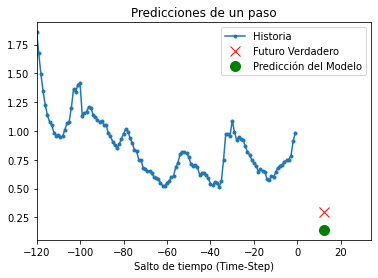 Predicciones de un paso
Historia
Futuro Verdadero
Predicción del Modelo
1.75
1.50
1.25
1.00
0.75
0.50
0.25
−120 −100 −80 −60 −40 −20 0 20
Salto de tiempo (Time-Step)